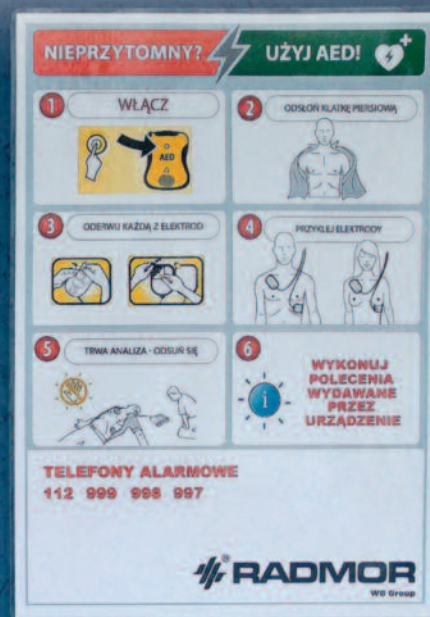 NIEPRZYTOMNY?
UŻYJ AED!
1
WŁĄCZ
AED
2
ODSŁOŃ KLATKĘ PIERSIOWĄ
3
ODERWIJ KAŻDĄ Z ELEKTROD
4
PRZYKLEJ ELEKTRODY
5
TRWA ANALIZA - ODSUŃ SIĘ
6
i
WYKONUJ
POLECENIA
WYDAWANE
PRZEZ
URZĄDZENIE
TELEFONY ALARMOWE
112 999 998 997
RADMOR
WB Group